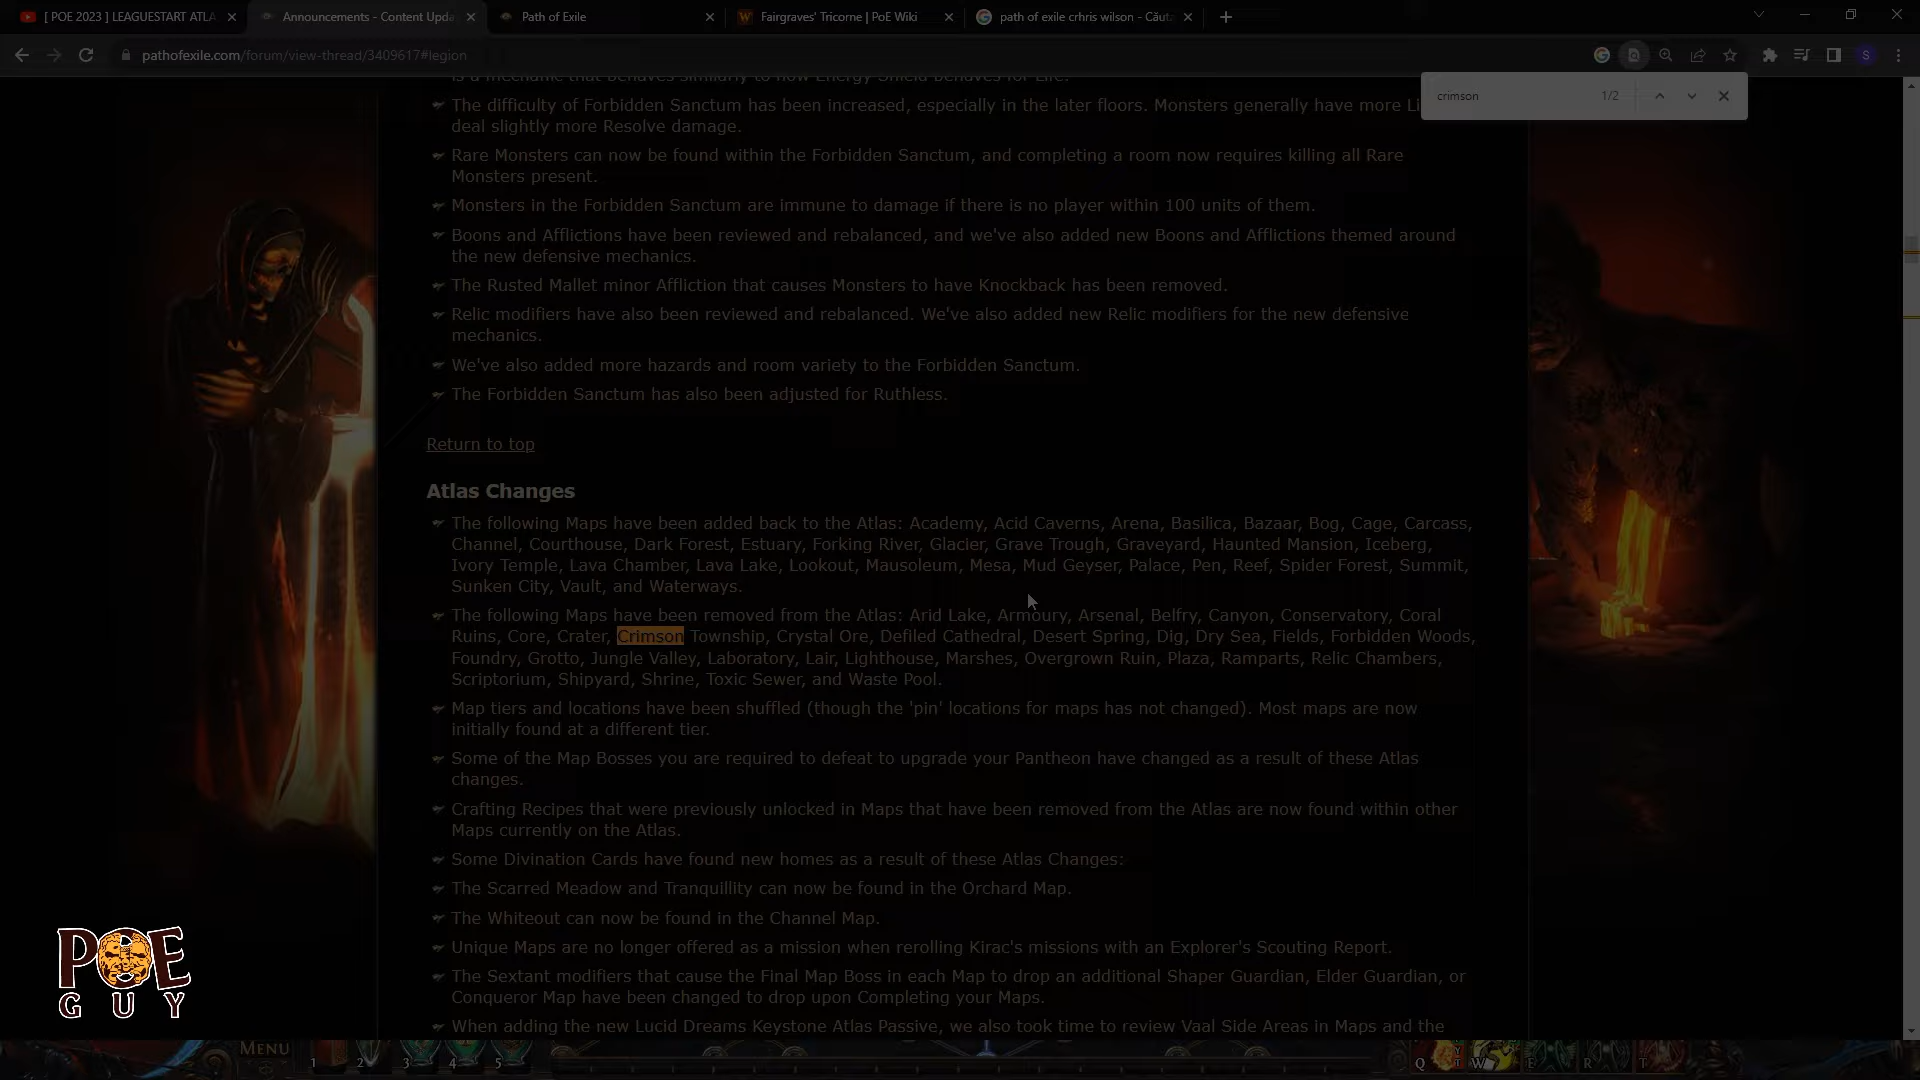 [ POE 2023 ] LEAGUESTART ATLA
Announcements - Content Upda
Path of Exile
Fairgraves' Tricorne | PoE Wiki
path of exile crhris wilson - Căuta
pathofexile.com/forum/view-thread/3409617#legion
S
crimson 1/2
is a mechanic that behaves similarly to how Energy Shield behaves for Life.
The difficulty of Forbidden Sanctum has been increased, especially in the later floors. Monsters generally have more Li
deal slightly more Resolve damage.
Rare Monsters can now be found within the Forbidden Sanctum, and completing a room now requires killing all Rare
Monsters present.
Monsters in the Forbidden Sanctum are immune to damage if there is no player within 100 units of them.
Boons and Afflictions have been reviewed and rebalanced, and we've also added new Boons and Afflictions themed around
the new defensive mechanics.
The Rusted Mallet minor Affliction that causes Monsters to have Knockback has been removed.
Relic modifiers have also been reviewed and rebalanced. We've also added new Relic modifiers for the new defensive
mechanics.
We've also added more hazards and room variety to the Forbidden Sanctum.
The Forbidden Sanctum has also been adjusted for Ruthless.
Return to top
Atlas Changes
The following Maps have been added back to the Atlas: Academy, Acid Caverns, Arena, Basilica, Bazaar, Bog, Cage, Carcass,
Channel, Courthouse, Dark Forest, Estuary, Forking River, Glacier, Grave Trough, Graveyard, Haunted Mansion, Iceberg,
Ivory Temple, Lava Chamber, Lava Lake, Lookout, Mausoleum, Mesa, Mud Geyser, Palace, Pen, Reef, Spider Forest, Summit,
Sunken City, Vault, and Waterways.
The following Maps have been removed from the Atlas: Arid Lake, Armoury, Arsenal, Belfry, Canyon, Conservatory, Coral
Ruins, Core, Crater, Crimson Township, Crystal Ore, Defiled Cathedral, Desert Spring, Dig, Dry Sea, Fields, Forbidden Woods,
Foundry, Grotto, Jungle Valley, Laboratory, Lair, Lighthouse, Marshes, Overgrown Ruin, Plaza, Ramparts, Relic Chambers,
Scriptorium, Shipyard, Shrine, Toxic Sewer, and Waste Pool.
Map tiers and locations have been shuffled (though the 'pin' locations for maps has not changed). Most maps are now
initially found at a different tier.
Some of the Map Bosses you are required to defeat to upgrade your Pantheon have changed as a result of these Atlas
changes.
Crafting Recipes that were previously unlocked in Maps that have been removed from the Atlas are now found within other
Maps currently on the Atlas.
Some Divination Cards have found new homes as a result of these Atlas Changes:
The Scarred Meadow and Tranquillity can now be found in the Orchard Map.
The Whiteout can now be found in the Channel Map.
Unique Maps are no longer offered as a mission when rerolling Kirac's missions with an Explorer's Scouting Report.
The Sextant modifiers that cause the Final Map Boss in each Map to drop an additional Shaper Guardian, Elder Guardian, or
Conqueror Map have been changed to drop upon Completing your Maps.
When adding the new Lucid Dreams Keystone Atlas Passive, we also took time to review Vaal Side Areas in Maps and the
POE
GUY
MENU
1 2 3 4 5
Q W E R T